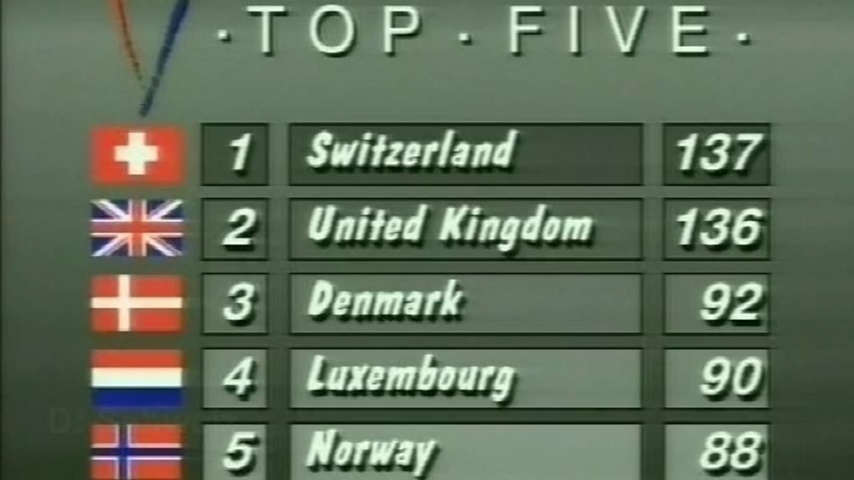 ·TOP·FIVE·
1 Switzerland 137
2 United Kingdom 136
3 Denmark 92
4 Luxembourg 90
5 Norway 88